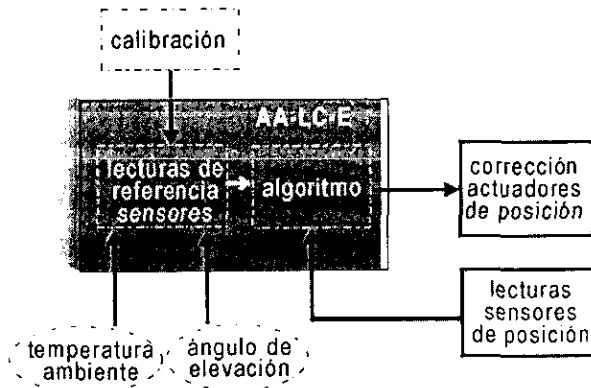 calibración
AA-LC-E
lecturas de
referencia
sensores
algoritmo
corrección
actuadores
de posición
lecturas
sensores
de posición
temperatura
ambiente
ángulo de
elevación